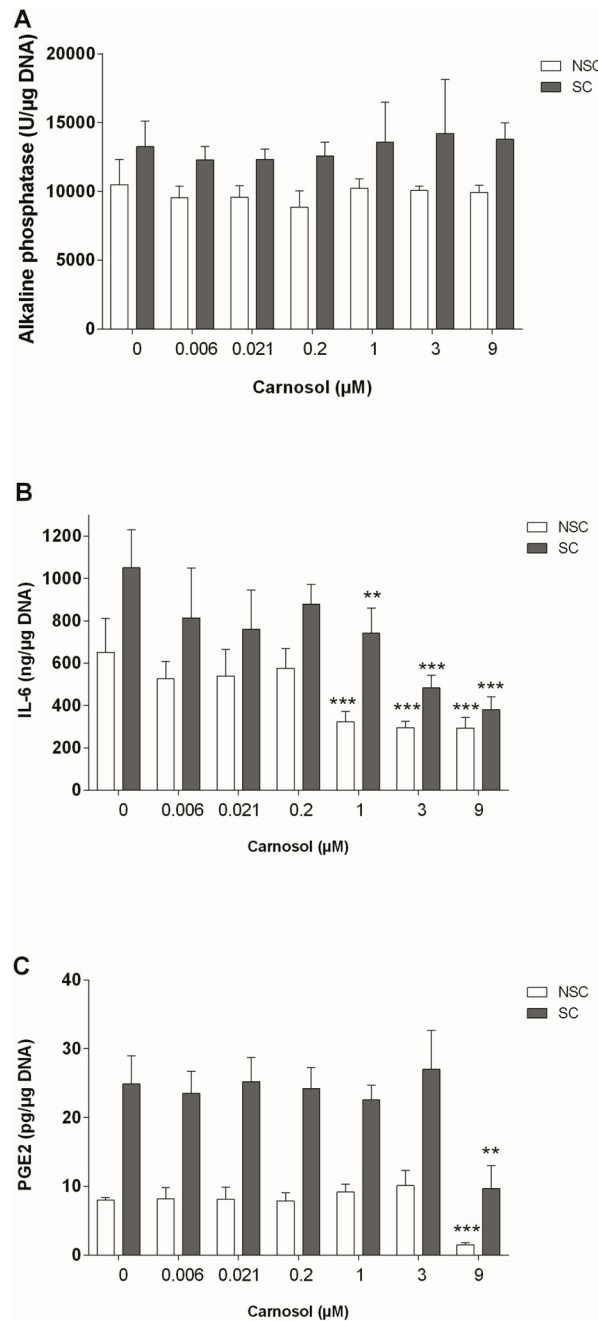 A
Alkaline phosphatase (U/µg DNA)
20000
15000
10000
5000
0
NSC
SC
0 0.006 0.021 0.2 1 3 9
Carnosol (µM)
B
IL-6 (ng/µg DNA)
1200
1000
800
600
400
200
0
NSC
SC
**
***
***
***
***
***
0 0.006 0.021 0.2 1 3 9
Carnosol (µM)
C
PGE2 (pg/µg DNA)
40
30
20
10
0
NSC
SC
**
***
0 0.006 0.021 0.2 1 3 9
Carnosol (µM)